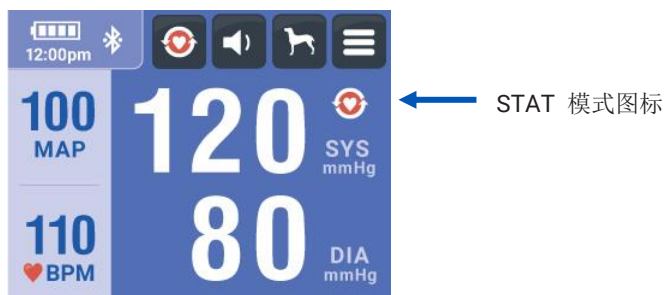 12:00pm
100
MAP
120
SYS
mmHg
STAT 模式图标
110
BPM
80
DIA
mmHg